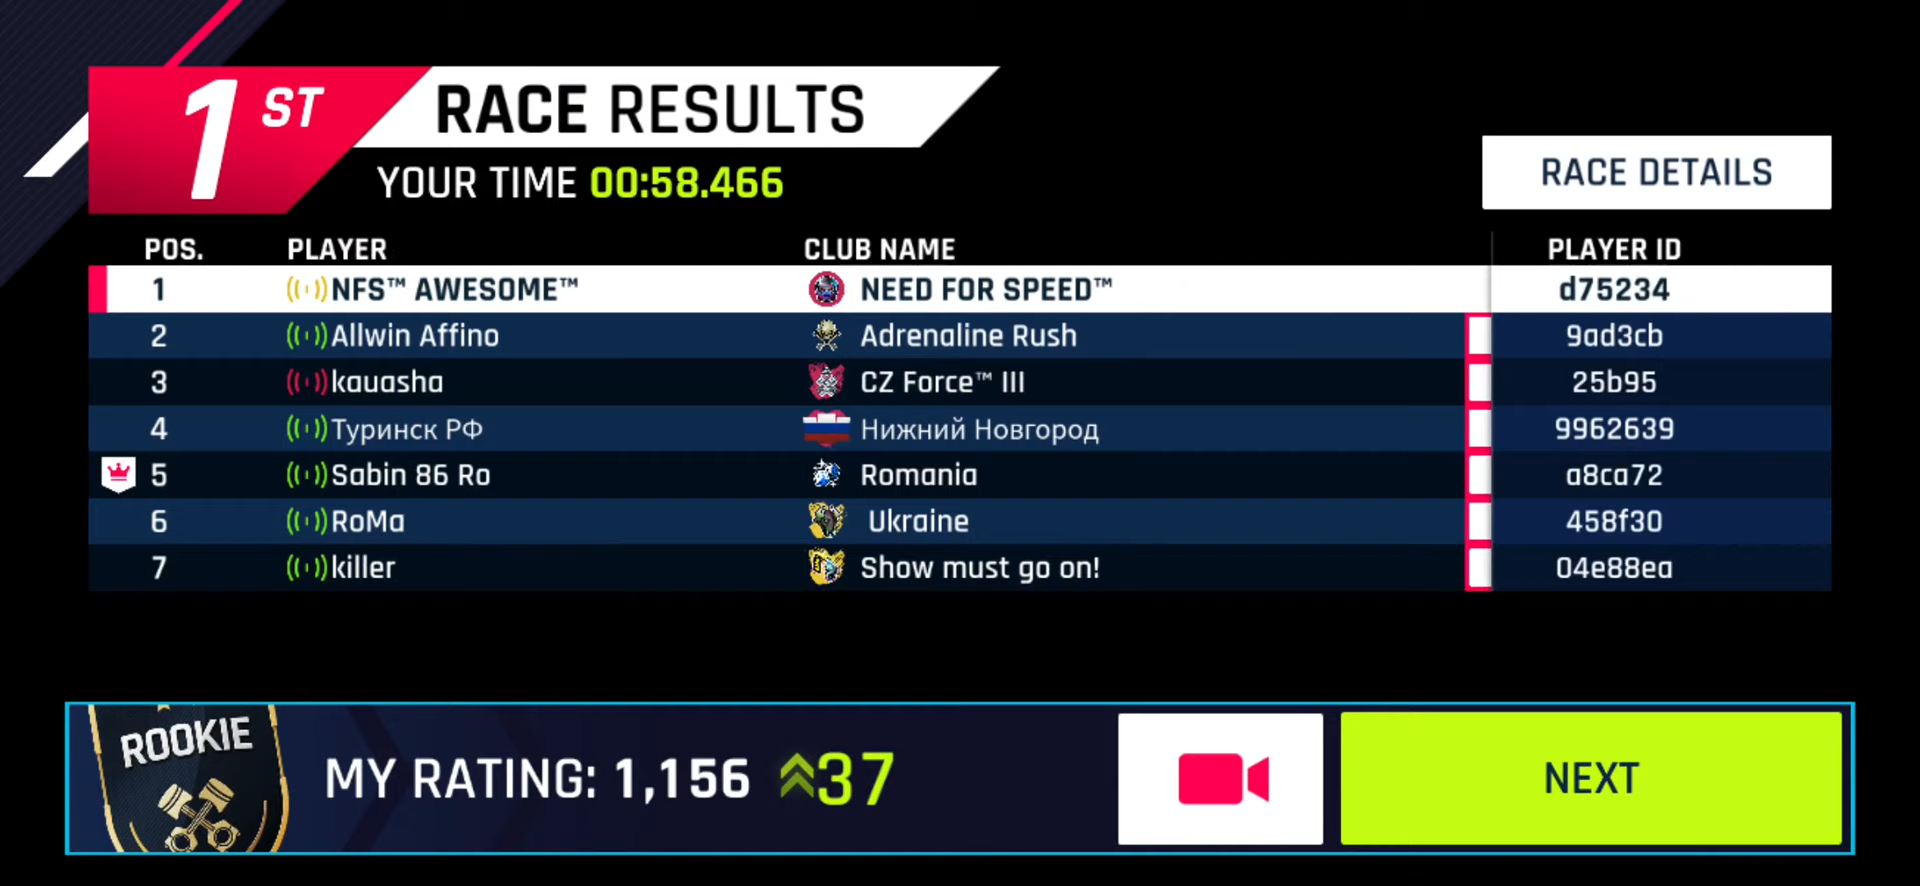 1 ST RACE RESULTS
YOUR TIME 00:58.466
RACE DETAILS
POS. PLAYER CLUB NAME PLAYER ID
1 NFS™ AWESOME™ NEED FOR SPEED™ d75234
2 Allwin Affino Adrenaline Rush 9ad3cb
3 kauasha CZ Force™ III 25b95
4 Туринск РФ Нижний Новгород 9962639
5 Sabin 86 Ro Romania a8ca72
6 RoMa Ukraine 458f30
7 killer Show must go on! 04e88ea
ROOKIE
MY RATING: 1,156 37
NEXT